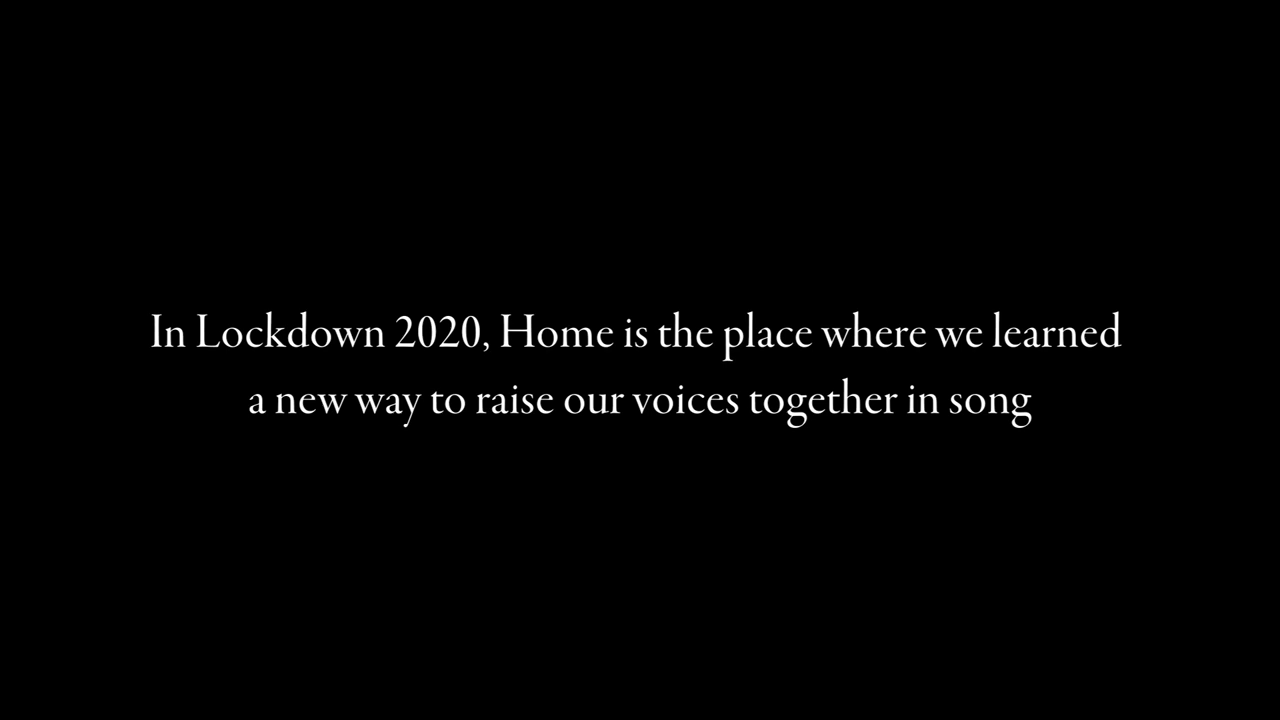 In Lockdown 2020, Home is the place where we learned
a new way to raise our voices together in song